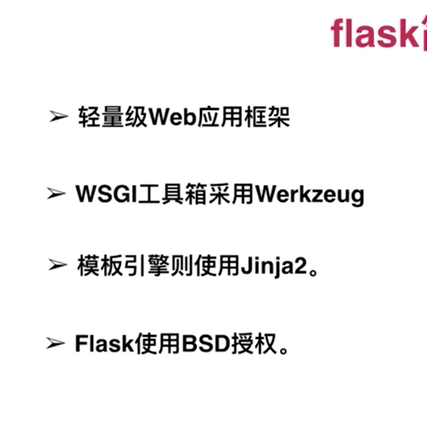 flask
➢ 轻量级Web应用框架
➢ WSGI工具箱采用Werkzeug
➢ 模板引擎则使用Jinja2。
➢ Flask使用BSD授权。